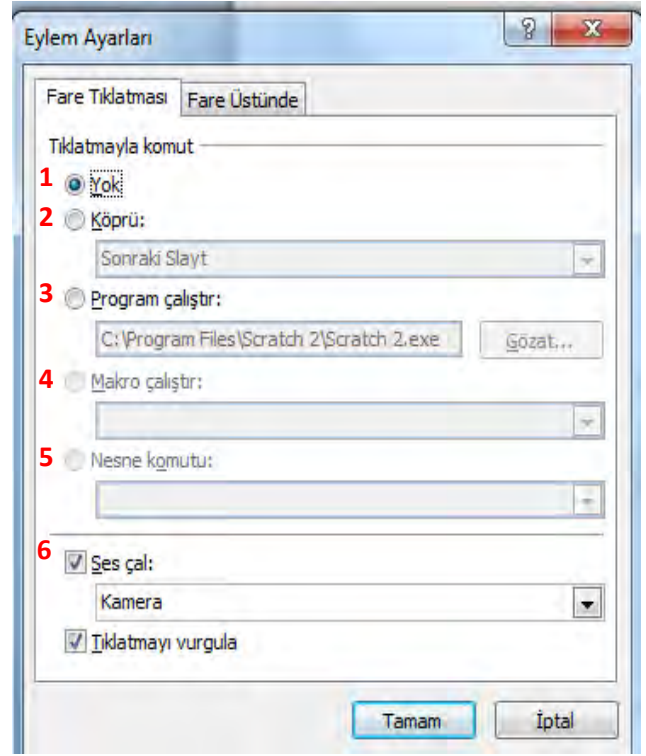 Eylem Ayarları
Fare Tıklatması Fare Üstünde
Tıklatmayla komut
1 Yok
2 Köprü:
Sonraki Slayt
3 Program çalıştır:
C:\Program Files\Scratch 2\Scratch 2.exe Gözat...
4 Makro çalıştır:
5 Nesne komutu:
6 Ses çal:
Kamera
Tıklatmayı vurgula
Tamam İptal